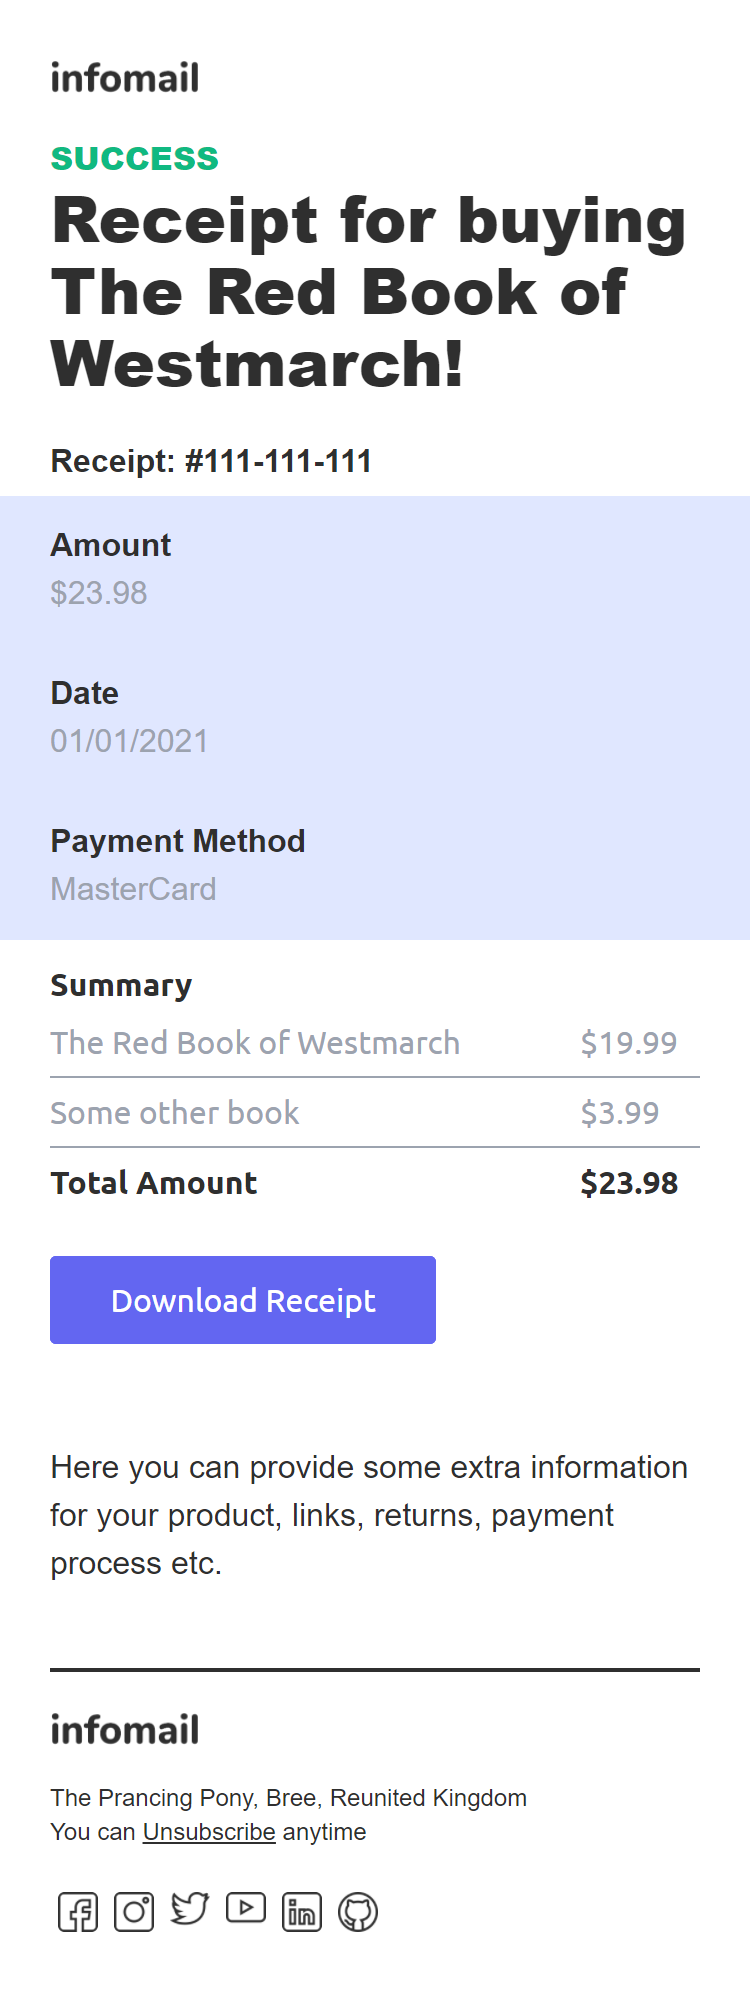 infomail
SUCCESS
Receipt for buying
The Red Book of
Westmarch!
Receipt: #111-111-111
Amount
$23.98
Date
01/01/2021
Payment Method
MasterCard
Summary
The Red Book of Westmarch $19.99
Some other book $3.99
Total Amount $23.98
Download Receipt
Here you can provide some extra information
for your product, links, returns, payment
process etc.
infomail
The Prancing Pony, Bree, Reunited Kingdom
You can Unsubscribe anytime